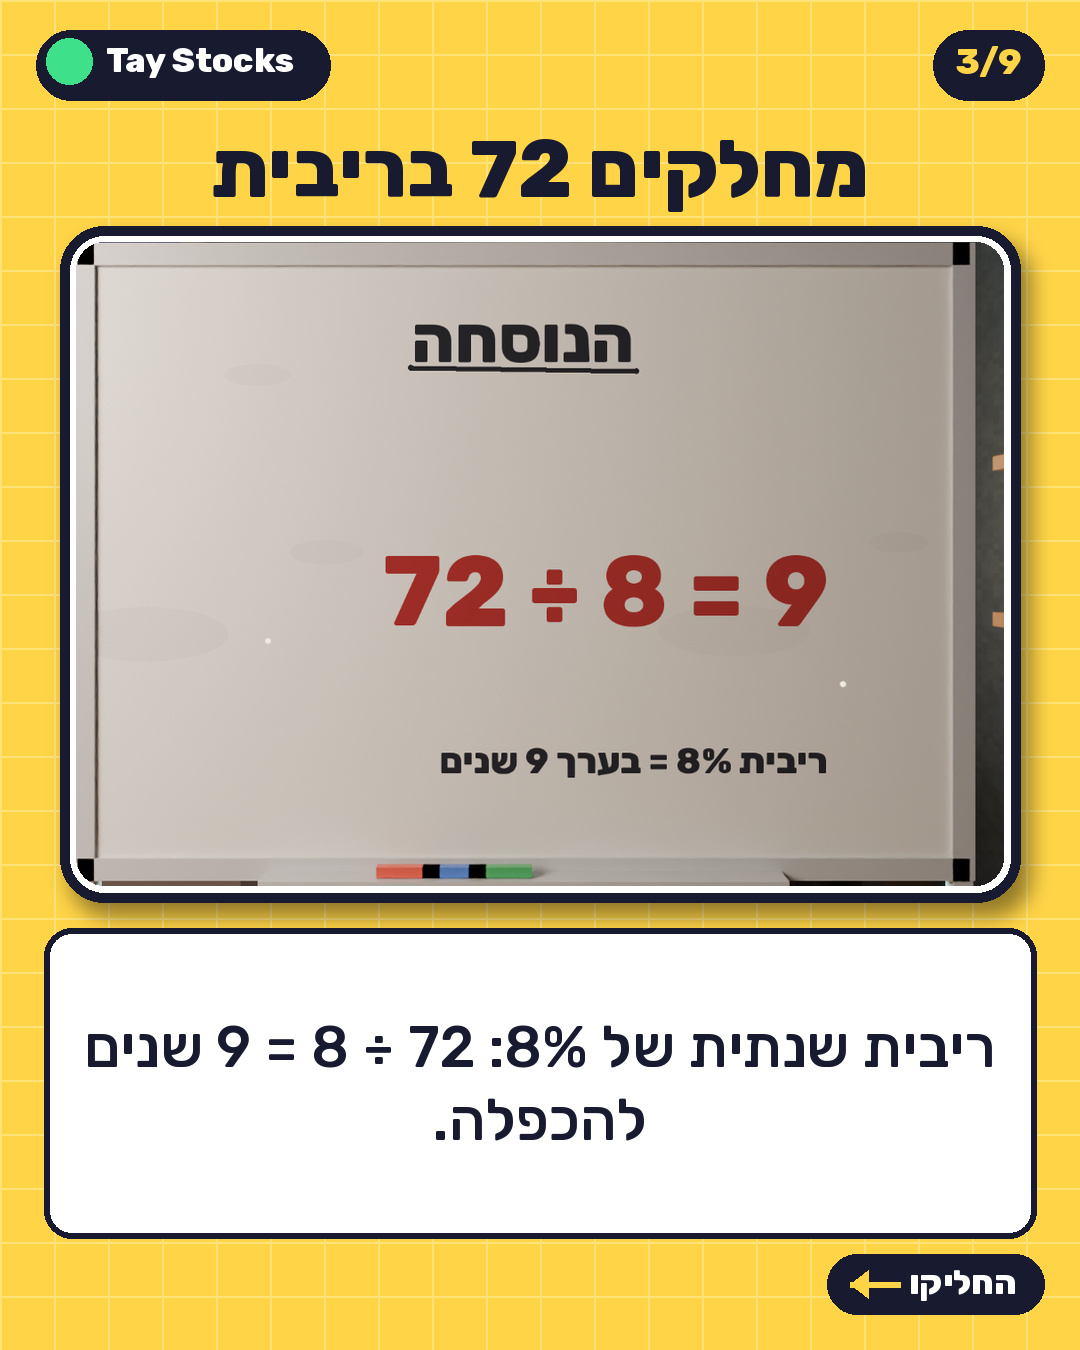 Tay Stocks
3/9
מחלקים 72 בריבית
הנוסחה
72 ÷ 8 = 9
ריבית 8% = בערך 9 שנים
ריבית שנתית של 8%: 72 ÷ 8 = 9 שנים
להכפלה.
החליקו